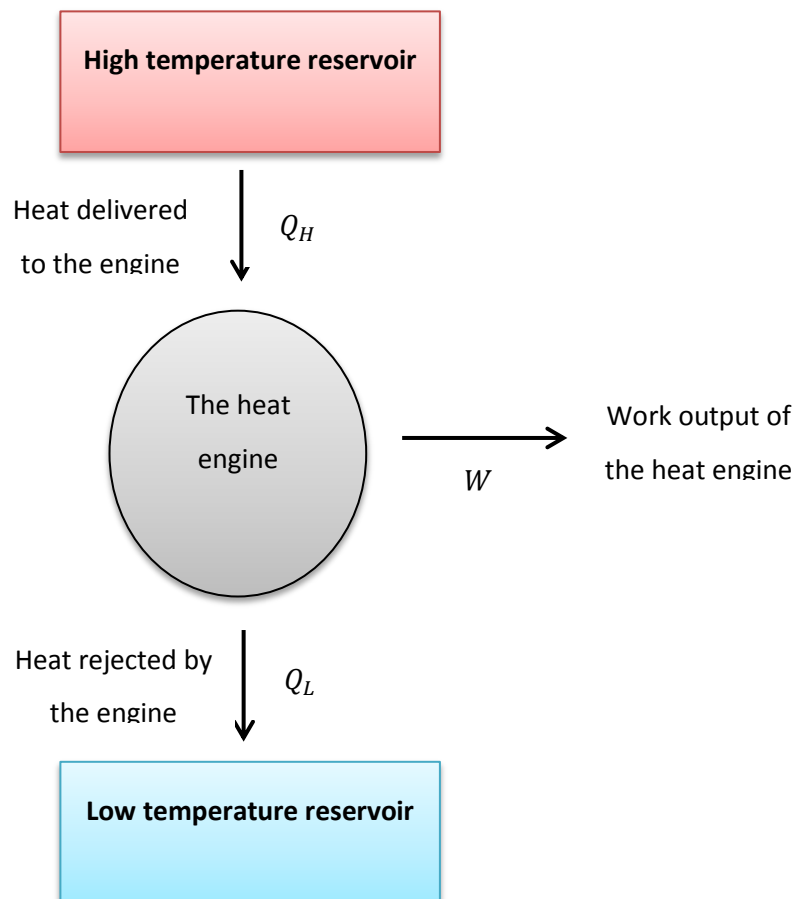 High temperature reservoir
Heat delivered
to the engine
Q_H
The heat
engine
Work output of
the heat engine
W
Heat rejected by
the engine
Q_L
Low temperature reservoir